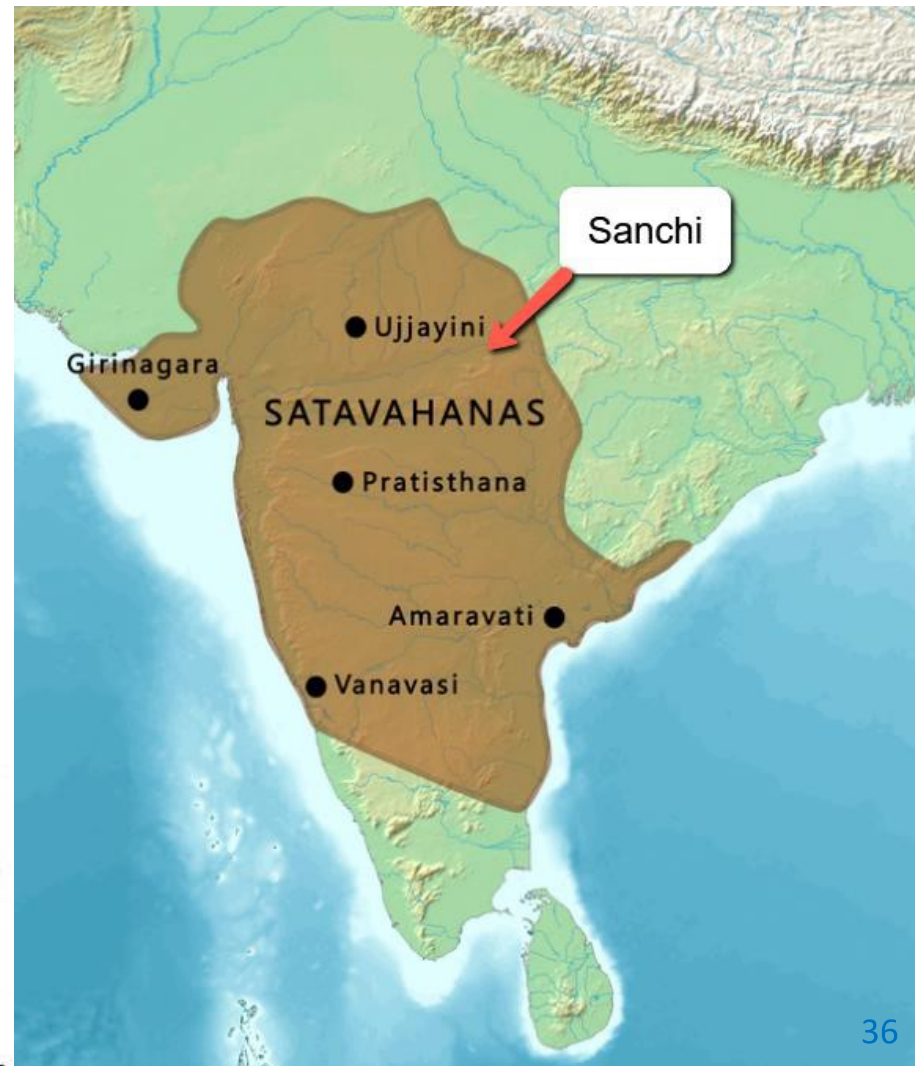 Sanchi
Ujjayini
Girinagara
SATAVAHANAS
Pratisthana
Amaravati
Vanavasi
36